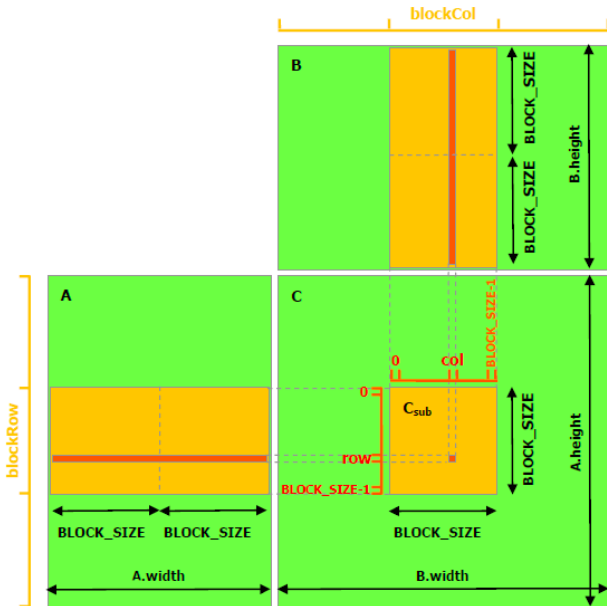 blockCol
B
BLOCK_SIZE
BLOCK_SIZE
B.height
A
C
BLOCK_SIZE-1
0
col
0
C_sub
blockRow
row
BLOCK_SIZE
A.height
BLOCK_SIZE-1
BLOCK_SIZE
BLOCK_SIZE
BLOCK_SIZE
A.width
B.width